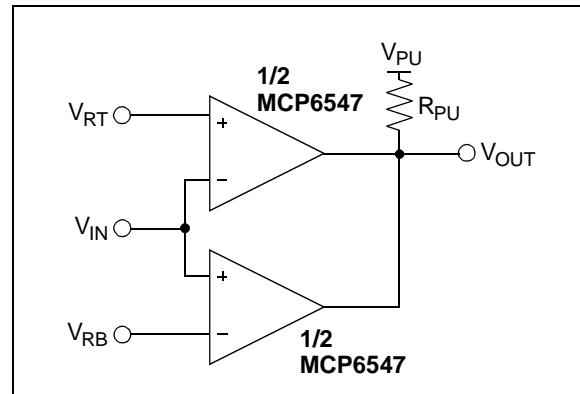 1/2
MCP6547
VPU
RPU
VRT
+
−
VOUT
VIN
+
−
VRB
1/2
MCP6547